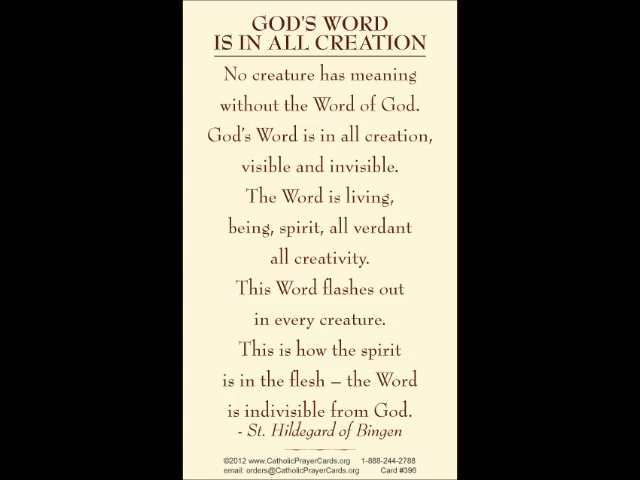 GOD'S WORD
IS IN ALL CREATION
No creature has meaning
without the Word of God.
God's Word is in all creation,
visible and invisible.
The Word is living,
being, spirit, all verdant
all creativity.
This Word flashes out
in every creature.
This is how the spirit
is in the flesh – the Word
is indivisible from God.
- St. Hildegard of Bingen
©2012 www.CatholicPrayerCards.org 1-888-244-2788
email: orders@CatholicPrayerCards.org Card #396